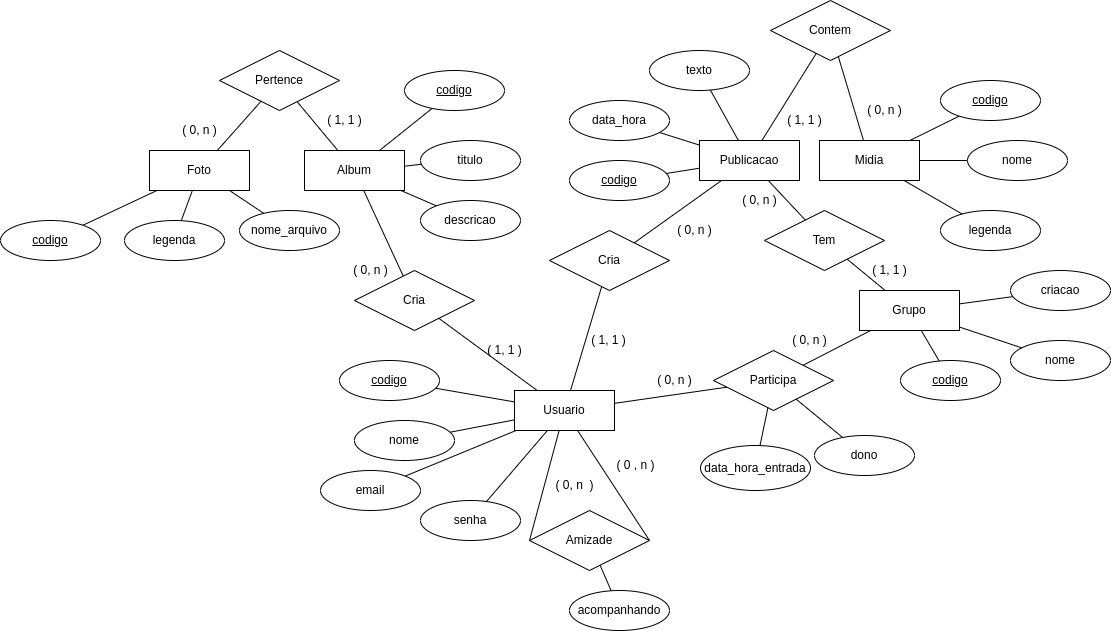 Contem
Pertence
texto
codigo
codigo
( 0, n )
( 1, 1 )
data_hora
( 1, 1 )
( 0, n )
Foto
Album
titulo
Publicacao
Midia
nome
codigo
( 0, n )
codigo
legenda
nome_arquivo
descricao
( 0, n )
Tem
legenda
( 0, n )
Cria
( 1, 1 )
Cria
criacao
Grupo
( 1, 1 )
( 1, 1 )
( 0, n )
nome
codigo
( 0, n )
Participa
codigo
Usuario
nome
dono
email
( 0 , n )
data_hora_entrada
( 0, n  )
senha
Amizade
acompanhando